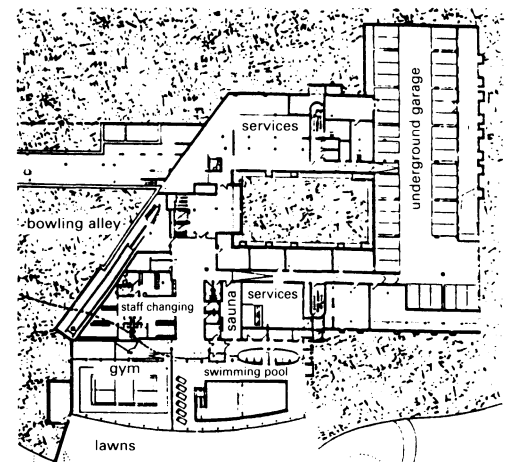 services
underground garage
bowling alley
staff changing
sauna
services
gym
swimming pool
lawns